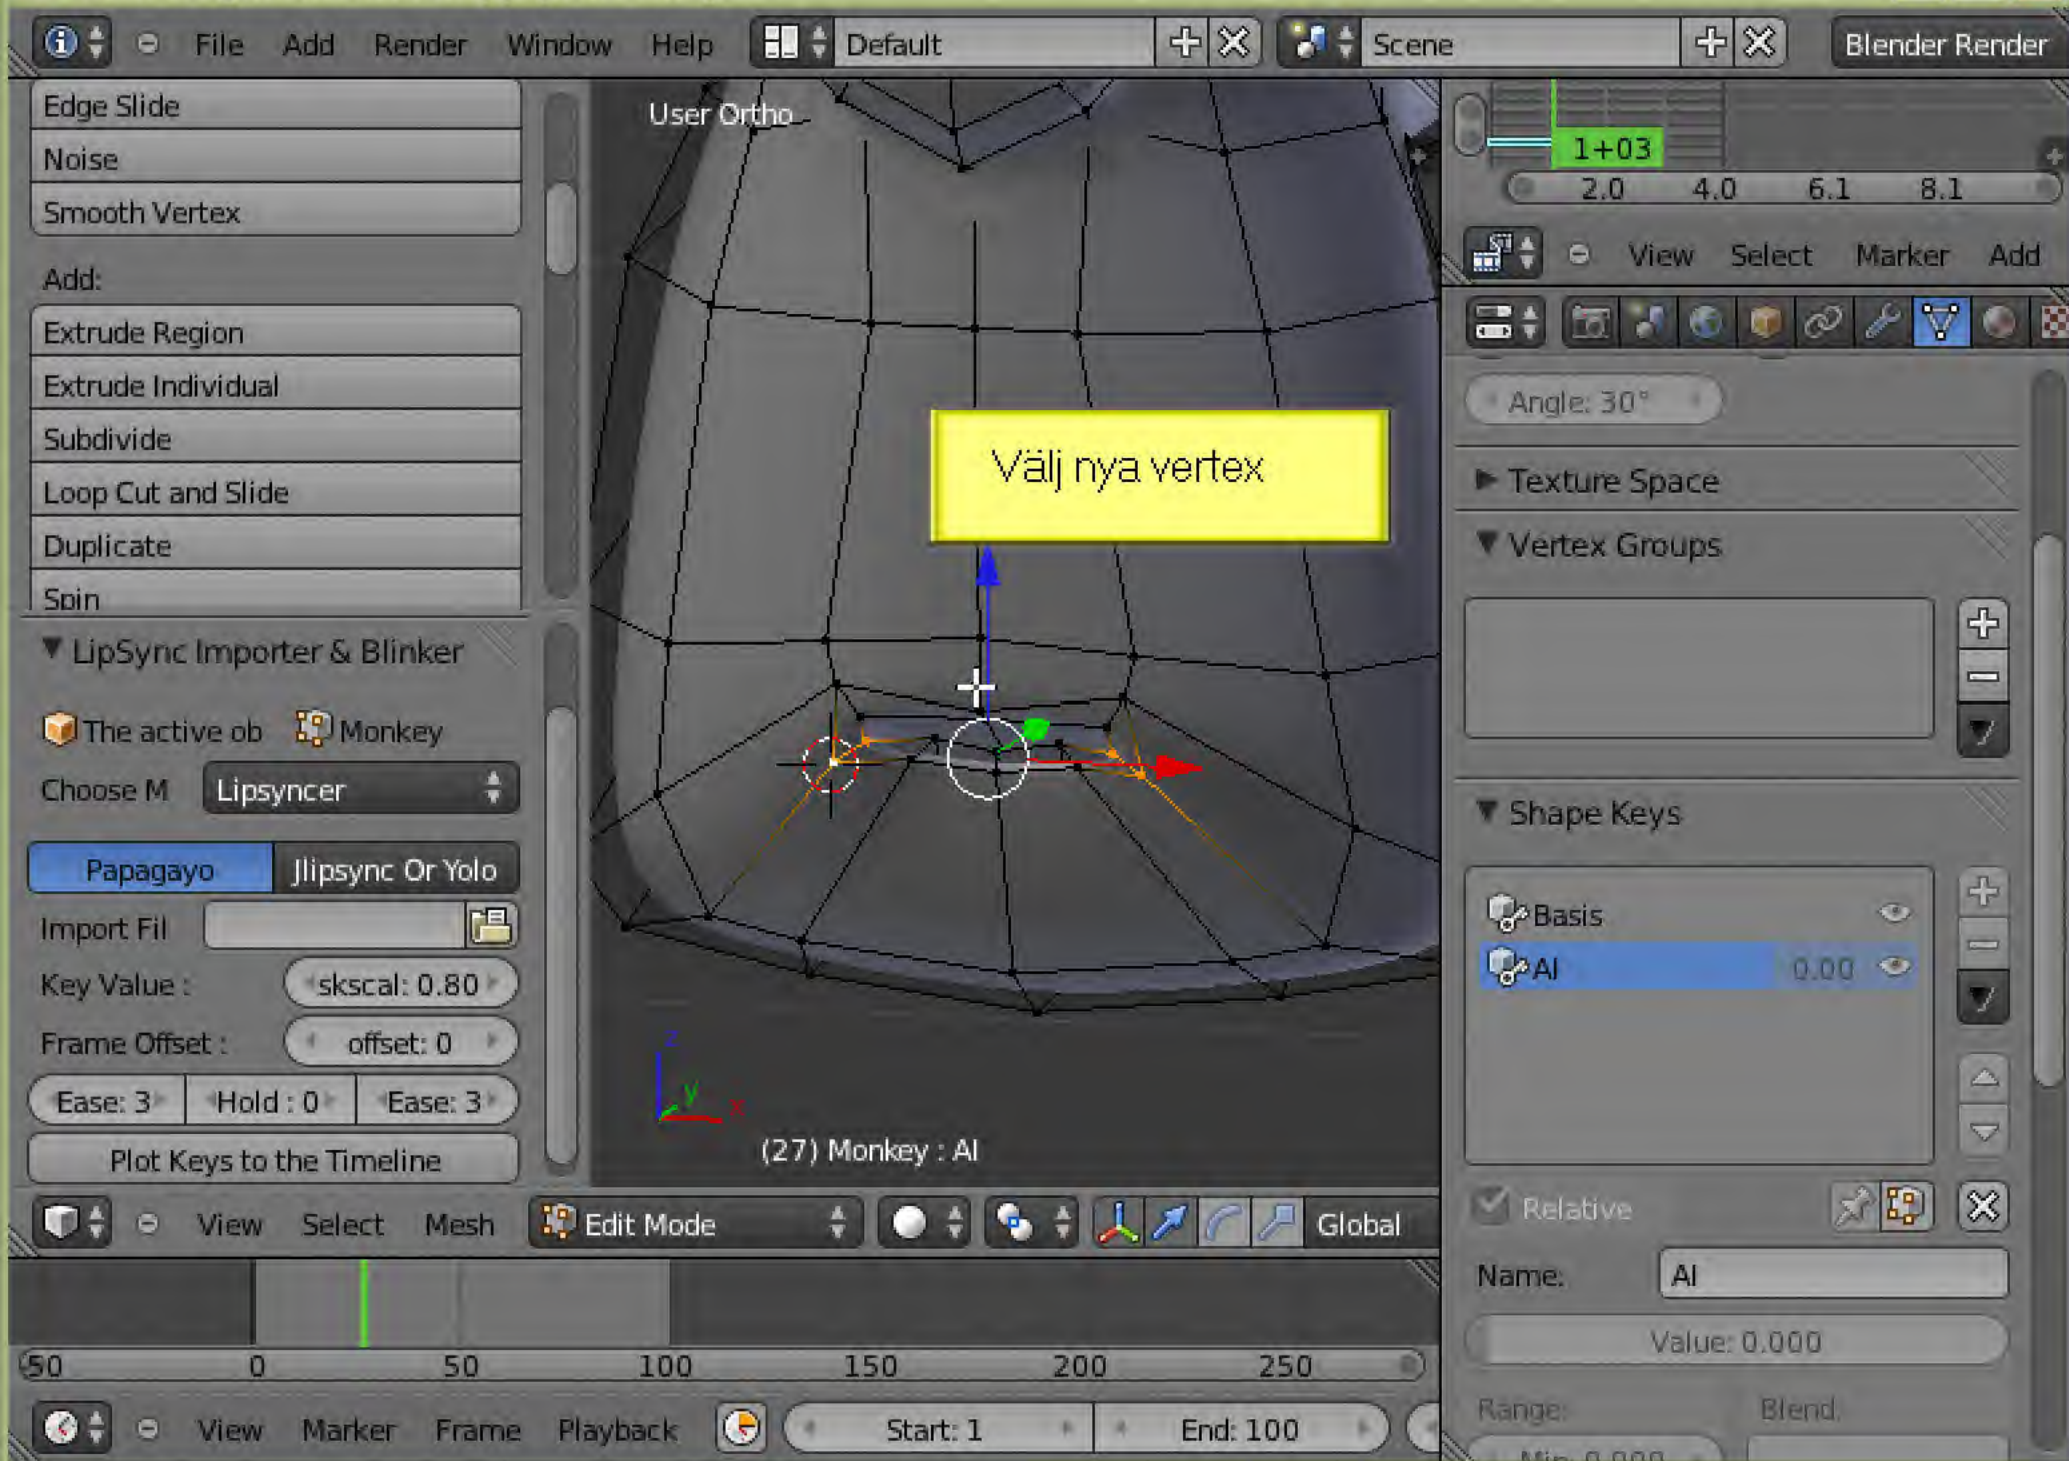 File Add Render Window Help Default Scene Blender Render
Edge Slide
Noise
Smooth Vertex
Add:
Extrude Region
Extrude Individual
Subdivide
Loop Cut and Slide
Duplicate
Spin
LipSync Importer & Blinker
The active ob Monkey
Choose M Lipsyncer
Papagayo Jlipsync Or Yolo
Import Fil
Key Value : skscal: 0.80
Frame Offset : offset: 0
Ease: 3 Hold : 0 Ease: 3
Plot Keys to the Timeline
User Ortho
Välj nya vertex
z
y
x
(27) Monkey : AI
View Select Mesh Edit Mode Global
-50 0 50 100 150 200 250
View Marker Frame Playback Start: 1 End: 100
1+03
2.0 4.0 6.1 8.1
View Select Marker Add
Angle: 30°
Texture Space
Vertex Groups
Shape Keys
Basis
AI 0.00
Relative
Name: AI
Value: 0.000
Range: Blend:
Min: 0.000